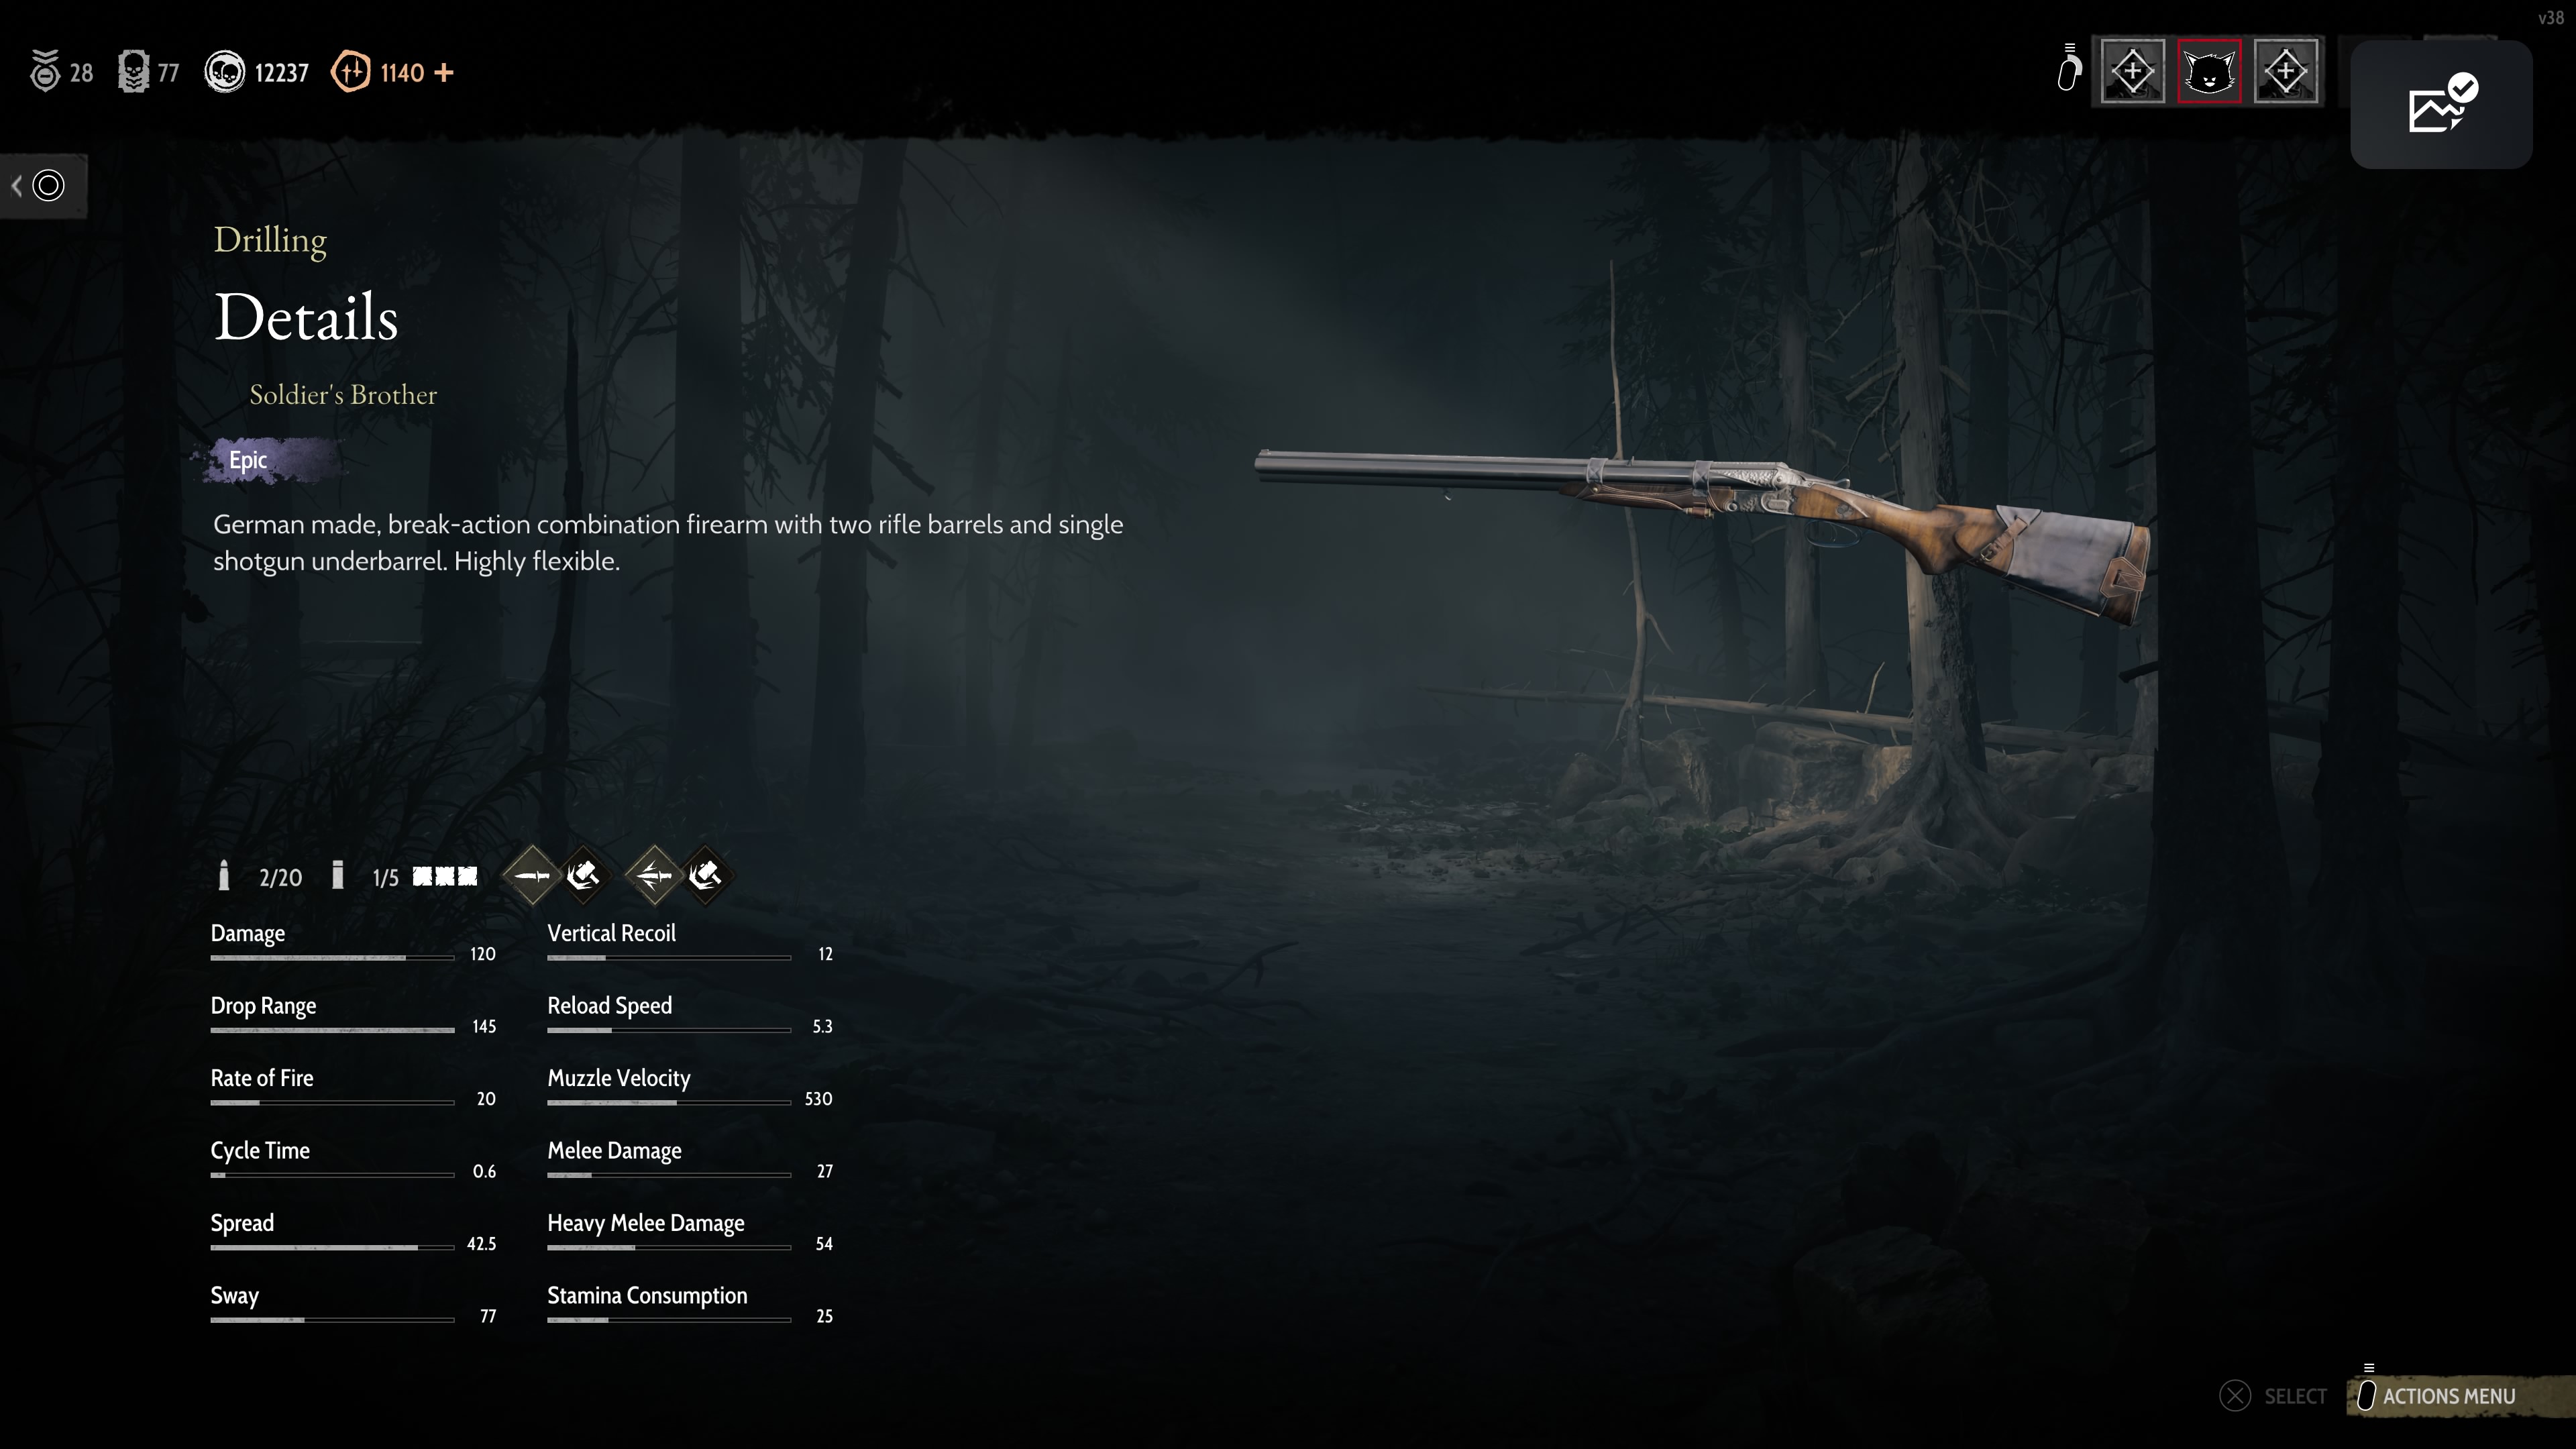 v38
28
77
12237
1140 +
Drilling
Details
Soldier's Brother
Epic
German made, break-action combination firearm with two rifle barrels and single
shotgun underbarrel. Highly flexible.
2/20
1/5
Damage
120
Drop Range
145
Rate of Fire
20
Cycle Time
0.6
Spread
42.5
Sway
77
Vertical Recoil
12
Reload Speed
5.3
Muzzle Velocity
530
Melee Damage
27
Heavy Melee Damage
54
Stamina Consumption
25
SELECT
ACTIONS MENU